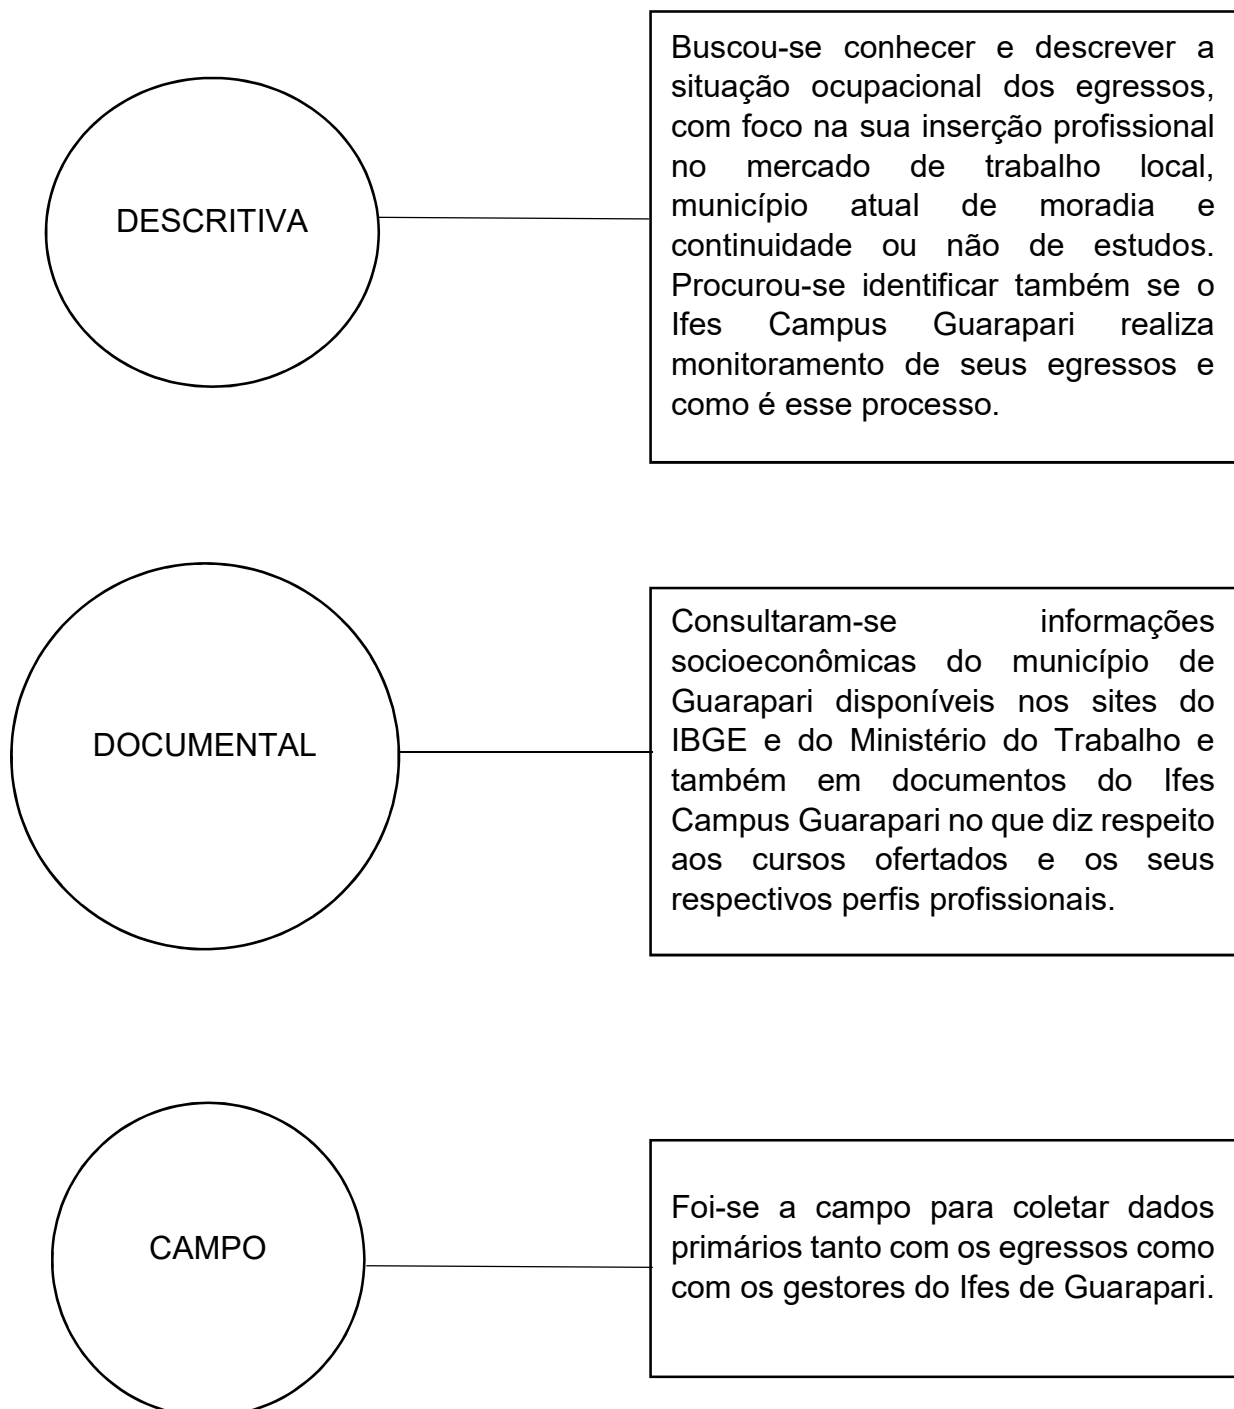 DESCRITIVA
Buscou-se conhecer e descrever a
situação ocupacional dos egressos,
com foco na sua inserção profissional
no mercado de trabalho local,
município atual de moradia e
continuidade ou não de estudos.
Procurou-se identificar também se o
Ifes Campus Guarapari realiza
monitoramento de seus egressos e
como é esse processo.
DOCUMENTAL
Consultaram-se informações
socioeconômicas do município de
Guarapari disponíveis nos sites do
IBGE e do Ministério do Trabalho e
também em documentos do Ifes
Campus Guarapari no que diz respeito
aos cursos ofertados e os seus
respectivos perfis profissionais.
CAMPO
Foi-se a campo para coletar dados
primários tanto com os egressos como
com os gestores do Ifes de Guarapari.